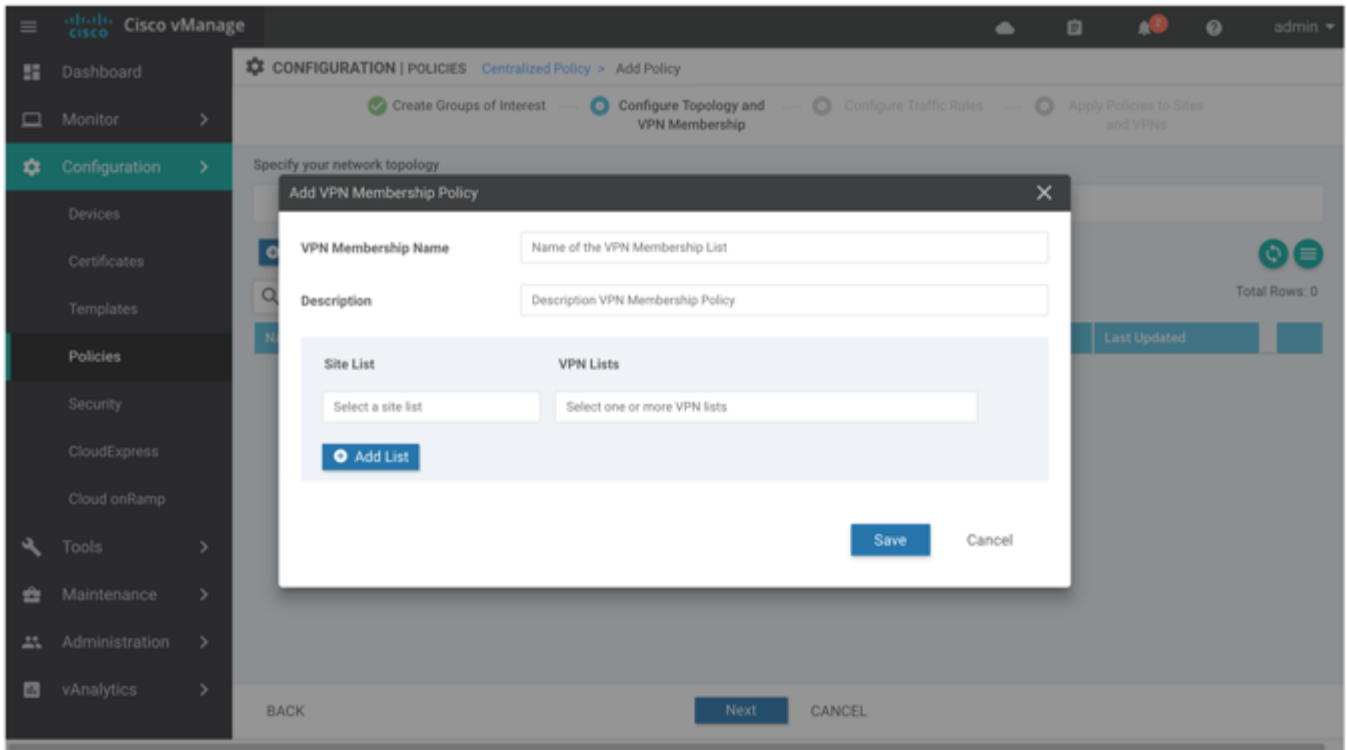 cisco Cisco vManage
2
admin
Dashboard
CONFIGURATION | POLICIES Centralized Policy > Add Policy
Monitor
Create Groups of Interest
Configure Topology and
VPN Membership
Configure Traffic Rules
Apply Policies to Sites
and VPNs
Configuration
Specify your network topology
Add VPN Membership Policy
Devices
VPN Membership Name
Name of the VPN Membership List
Certificates
Description
Description VPN Membership Policy
Total Rows: 0
Templates
Last Updated
Policies
Site List
VPN Lists
Security
Select a site list
Select one or more VPN lists
CloudExpress
Add List
Cloud onRamp
Tools
Save
Cancel
Maintenance
Administration
vAnalytics
BACK
Next
CANCEL